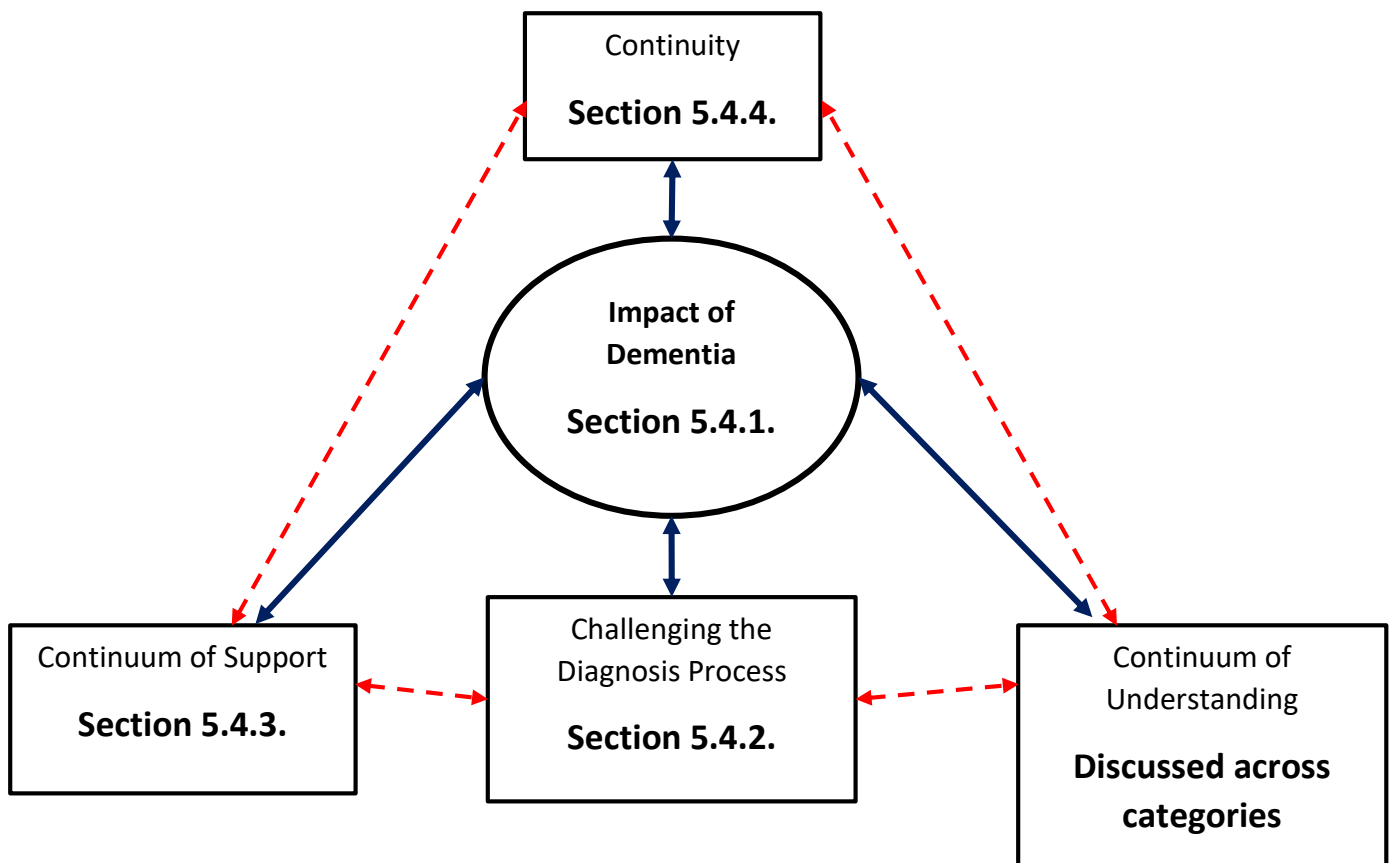 Continuity
Section 5.4.4.
Impact of
Dementia
Section 5.4.1.
Continuum of Support
Section 5.4.3.
Challenging the
Diagnosis Process
Section 5.4.2.
Continuum of
Understanding
Discussed across
categories